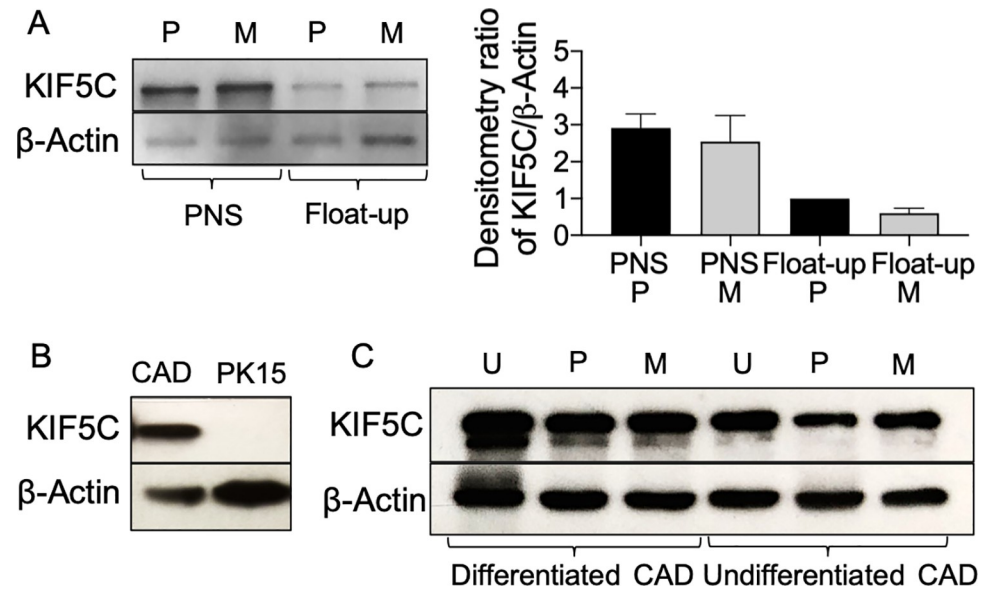 A
P M P M
KIF5C
β-Actin
PNS Float-up
Densitometry ratio
of KIF5C/β-Actin
5
4
3
2
1
0
PNS PNS Float-up Float-up
P M P M
B
CAD PK15
KIF5C
β-Actin
C
U P M U P M
KIF5C
β-Actin
Differentiated CAD Undifferentiated CAD